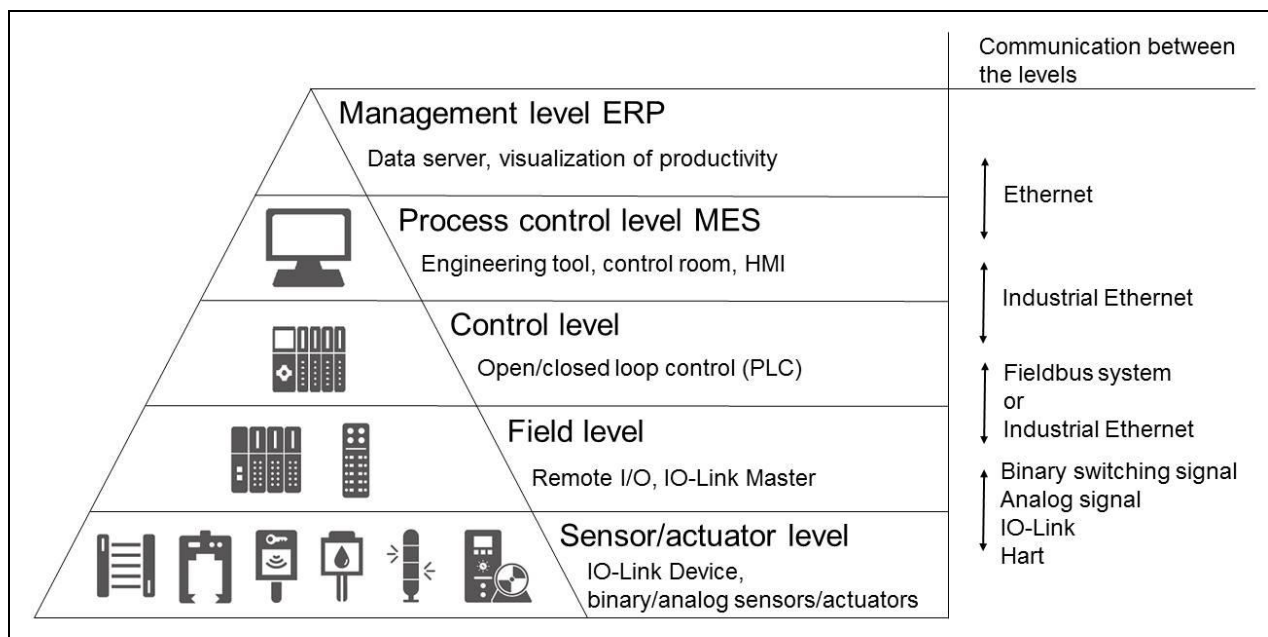 Communication between
the levels
Management level ERP
Data server, visualization of productivity
Ethernet
Process control level MES
Engineering tool, control room, HMI
Industrial Ethernet
Control level
Open/closed loop control (PLC)
Fieldbus system
or
Industrial Ethernet
Field level
Remote I/O, IO-Link Master
Binary switching signal
Analog signal
IO-Link
Hart
Sensor/actuator level
IO-Link Device,
binary/analog sensors/actuators